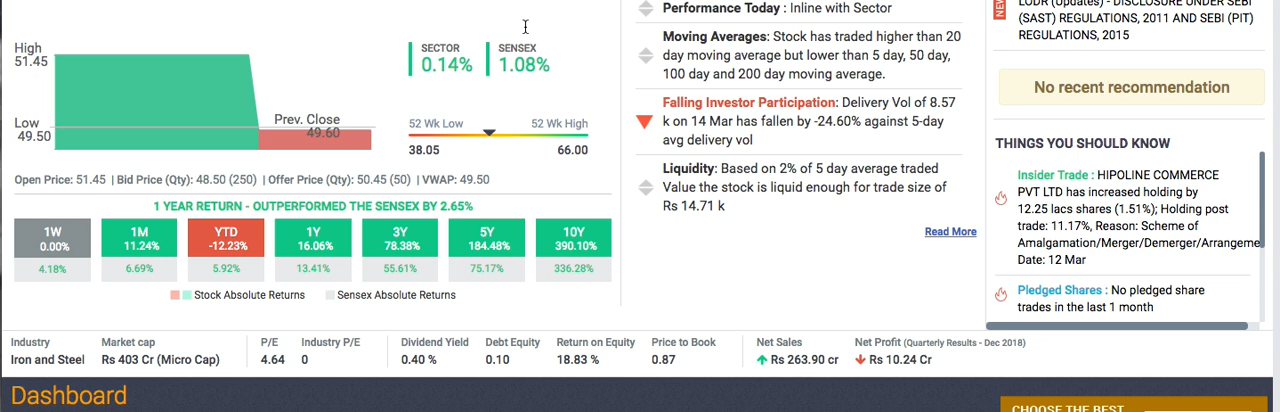 High
51.45
Low
49.50
Prev. Close
49.60
SECTOR
0.14%
SENSEX
1.08%
52 Wk Low
52 Wk High
38.05
66.00
Open Price: 51.45 | Bid Price (Qty): 48.50 (250) | Offer Price: 50.45 (50) | VWAP: 49.50
1 YEAR RETURN - OUTPERFORMED THE SENSEX BY 2.65%
1W
0.00%
4.18%
1M
11.24%
6.69%
YTD
-12.23%
5.92%
1Y
16.06%
13.41%
3Y
78.38%
55.61%
5Y
184.48%
75.17%
10Y
390.10%
336.28%
Stock Absolute Returns
Sensex Absolute Returns
Performance Today : Inline with Sector
Moving Averages: Stock has traded higher than 20
day moving average but lower than 5 day, 50 day,
100 day and 200 day moving average.
Falling Investor Participation: Delivery Vol of 8.57
k on 14 Mar has fallen by -24.60% against 5-day
avg delivery vol
Liquidity: Based on 2% of 5 day average traded
Value the stock is liquid enough for trade size of
Rs 14.71 k
Read More
NEW
LODR (Updates) - DISCLOSURE UNDER SEBI
(SAST) REGULATIONS, 2011 AND SEBI (PIT)
REGULATIONS, 2015
No recent recommendation
THINGS YOU SHOULD KNOW
Insider Trade : HIPOLINE COMMERCE
PVT LTD has increased holding by
12.25 lacs shares (1.51%); Holding post
trade: 11.17%, Reason: Scheme of
Amalgamation/Merger/Demerger/Arrangeme
Date: 12 Mar
Pledged Shares : No pledged share
trades in the last 1 month
Industry
Iron and Steel
Market cap
Rs 403 Cr (Micro Cap)
P/E
4.64
Industry P/E
0
Dividend Yield
0.40 %
Debt Equity
0.10
Return on Equity
18.83 %
Price to Book
0.87
Net Sales
Rs 263.90 cr
Net Profit (Quarterly Results - Dec 2018)
Rs 10.24 Cr
Dashboard
CHOOSE THE BEST